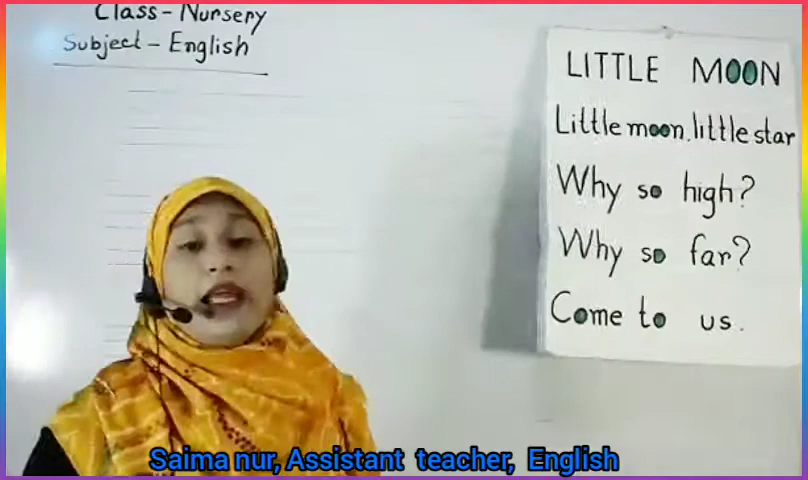 Class - Nursery
Subject - English
LITTLE MOON
Little moon, little star
Why so high?
Why so far?
Come to us.
Saima nur, Assistant teacher, English